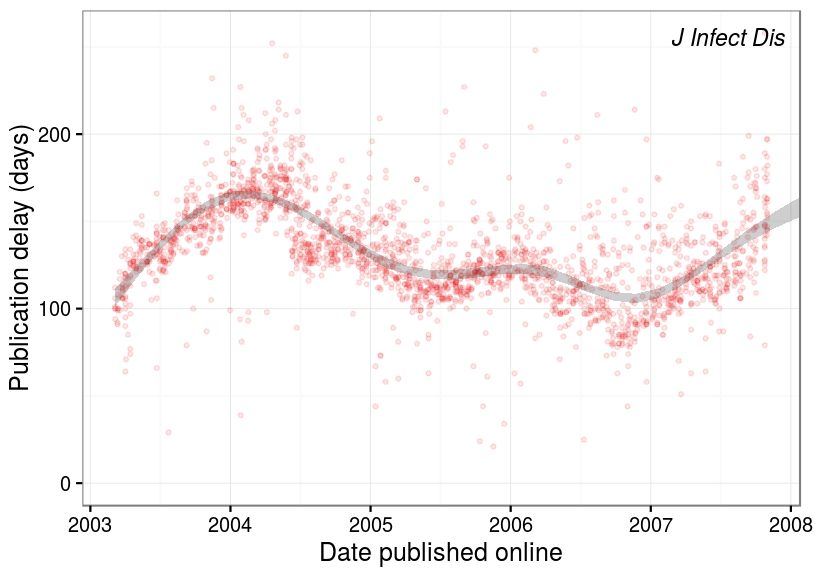 J Infect Dis
Publication delay (days)
200
100
0
2003 2004 2005 2006 2007 2008
Date published online